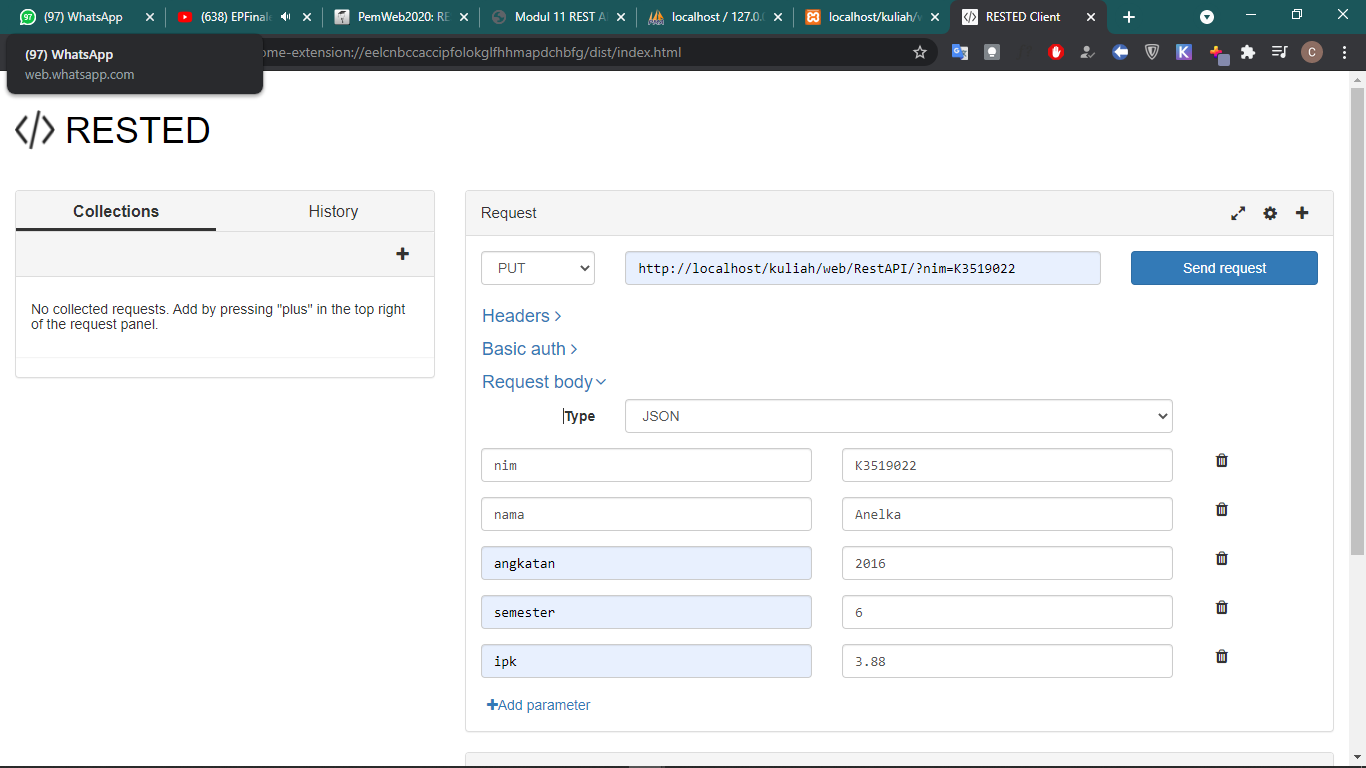 (97) WhatsApp
(638) EPFinal
PemWeb2020: RE
Modul 11 REST A
localhost / 127.0.
localhost/kuliah/
RESTED Client
(97) WhatsApp
web.whatsapp.com
ome-extension://eelcnbccaccipfolokglfhhmapdchbfg/dist/index.html
K
C
</> RESTED
Collections
History
No collected requests. Add by pressing "plus" in the top right
of the request panel.
Request
PUT
http://localhost/kuliah/web/RestAPI/?nim=K3519022
Send request
Headers
Basic auth
Request body
Type
JSON
nim
K3519022
nama
Anelka
angkatan
2016
semester
6
ipk
3.88
Add parameter